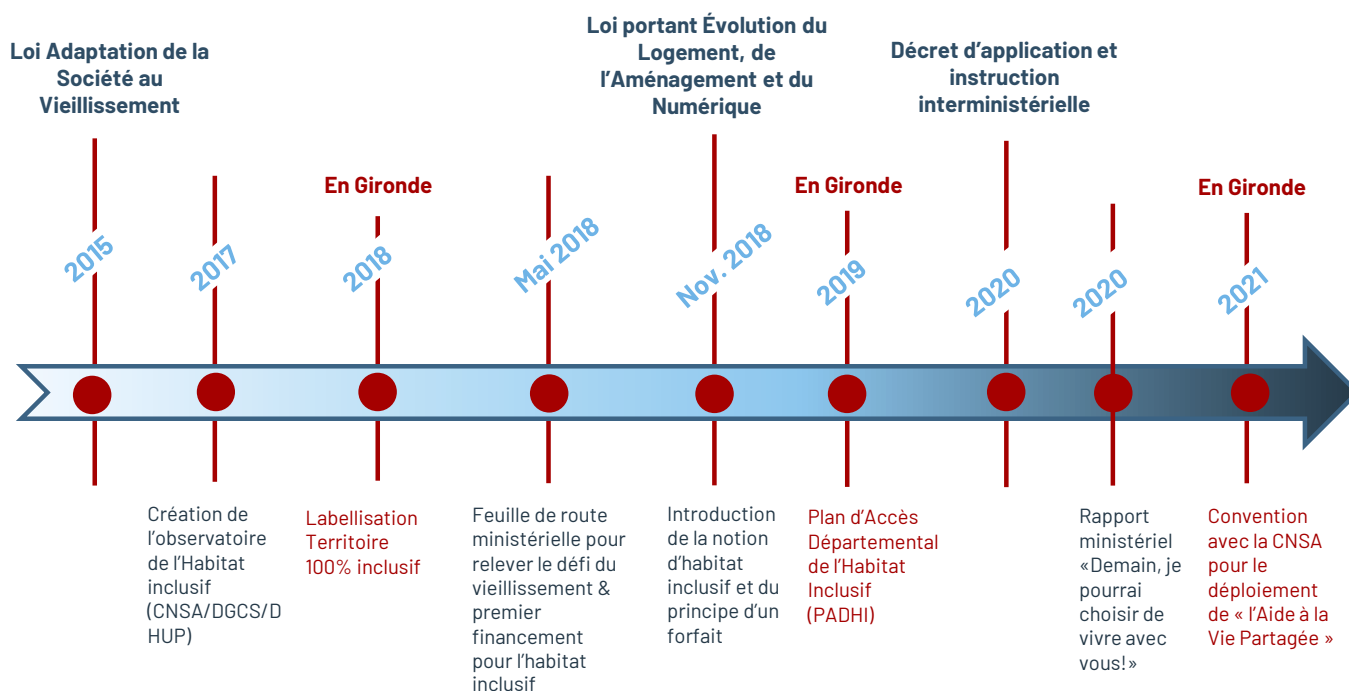 Loi Adaptation de la
Société au
Vieillissement
Loi portant Évolution du
Logement, de
l'Aménagement et du
Numérique
Décret d'application et
instruction
interministérielle
En Gironde
En Gironde
En Gironde
2015
2017
2018
Mai 2018
Nov. 2018
2019
2020
2020
2021
Création de
l'observatoire
de l'Habitat
inclusif
(CNSA/DGCS/D
HUP)
Labellisation
Territoire
100% inclusif
Feuille de route
ministérielle pour
relever le défi du
vieillissement &
premier
financement
pour l'habitat
inclusif
Introduction
de la notion
d'habitat
inclusif et du
principe d'un
forfait
Plan d'Accès
Départemental
de l'Habitat
Inclusif
(PADHI)
Rapport
ministériel
«Demain, je
pourrai
choisir de
vivre avec
vous!»
Convention
avec la CNSA
pour le
déploiement
de « l'Aide à la
Vie Partagée »